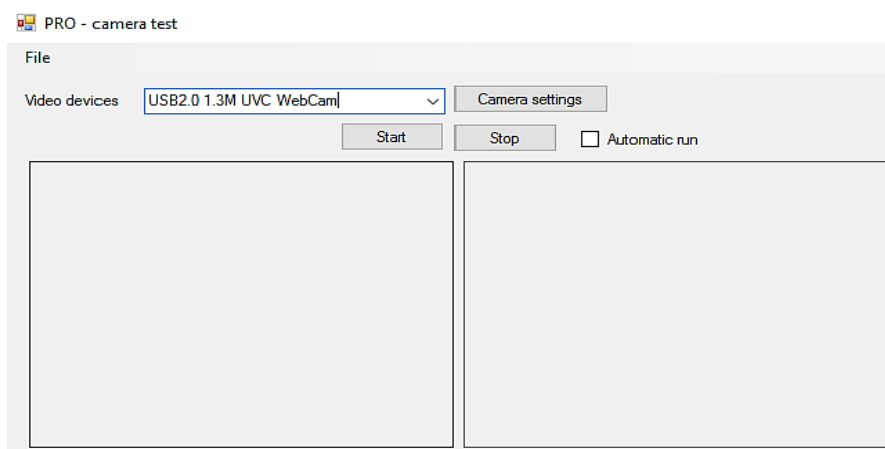 PRO - camera test
File
Video devices USB2.0 1.3M UVC WebCam Camera settings
Start Stop Automatic run